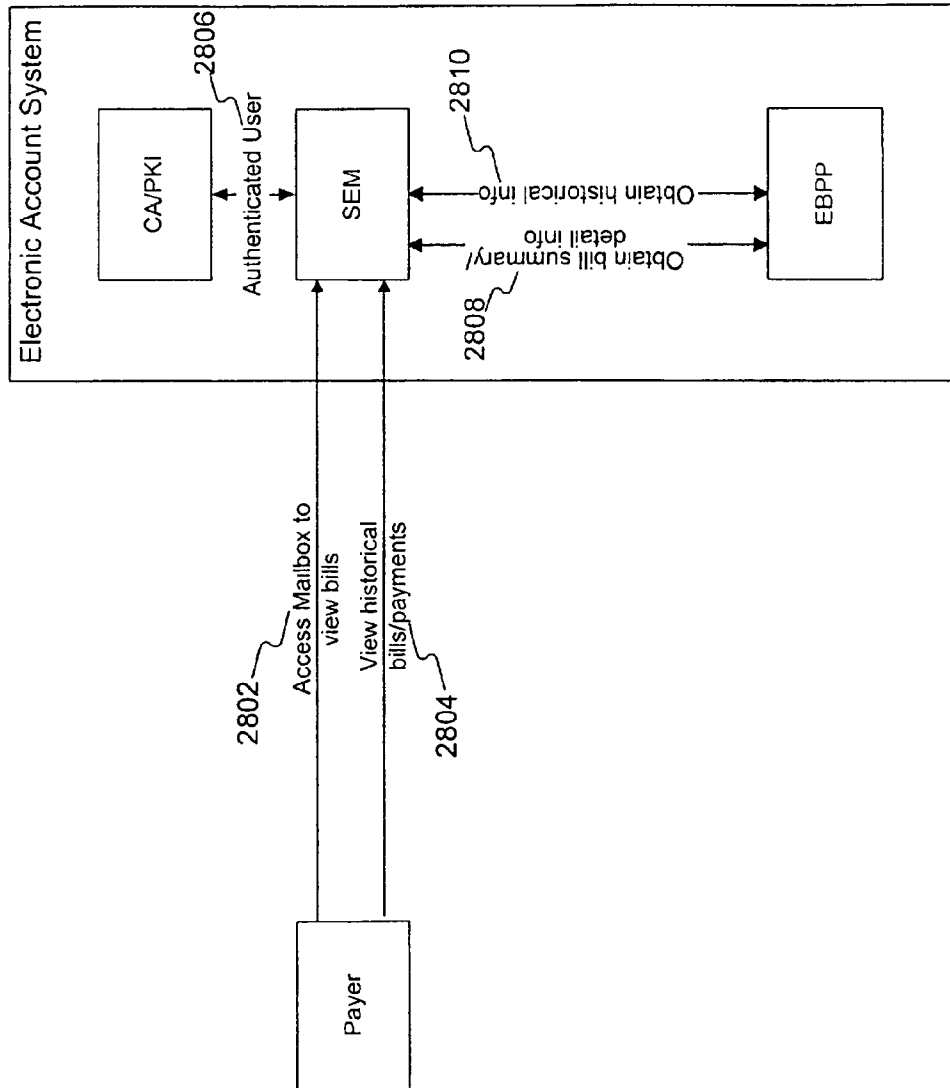 Electronic Account System
CA/PKI
2806
Authenticated User
SEM
2802
Access Mailbox to
view bills
View historical
bills/payments
2804
Payer
2808
Obtain bill summary/
detail info
Obtain historical info
2810
EBPP